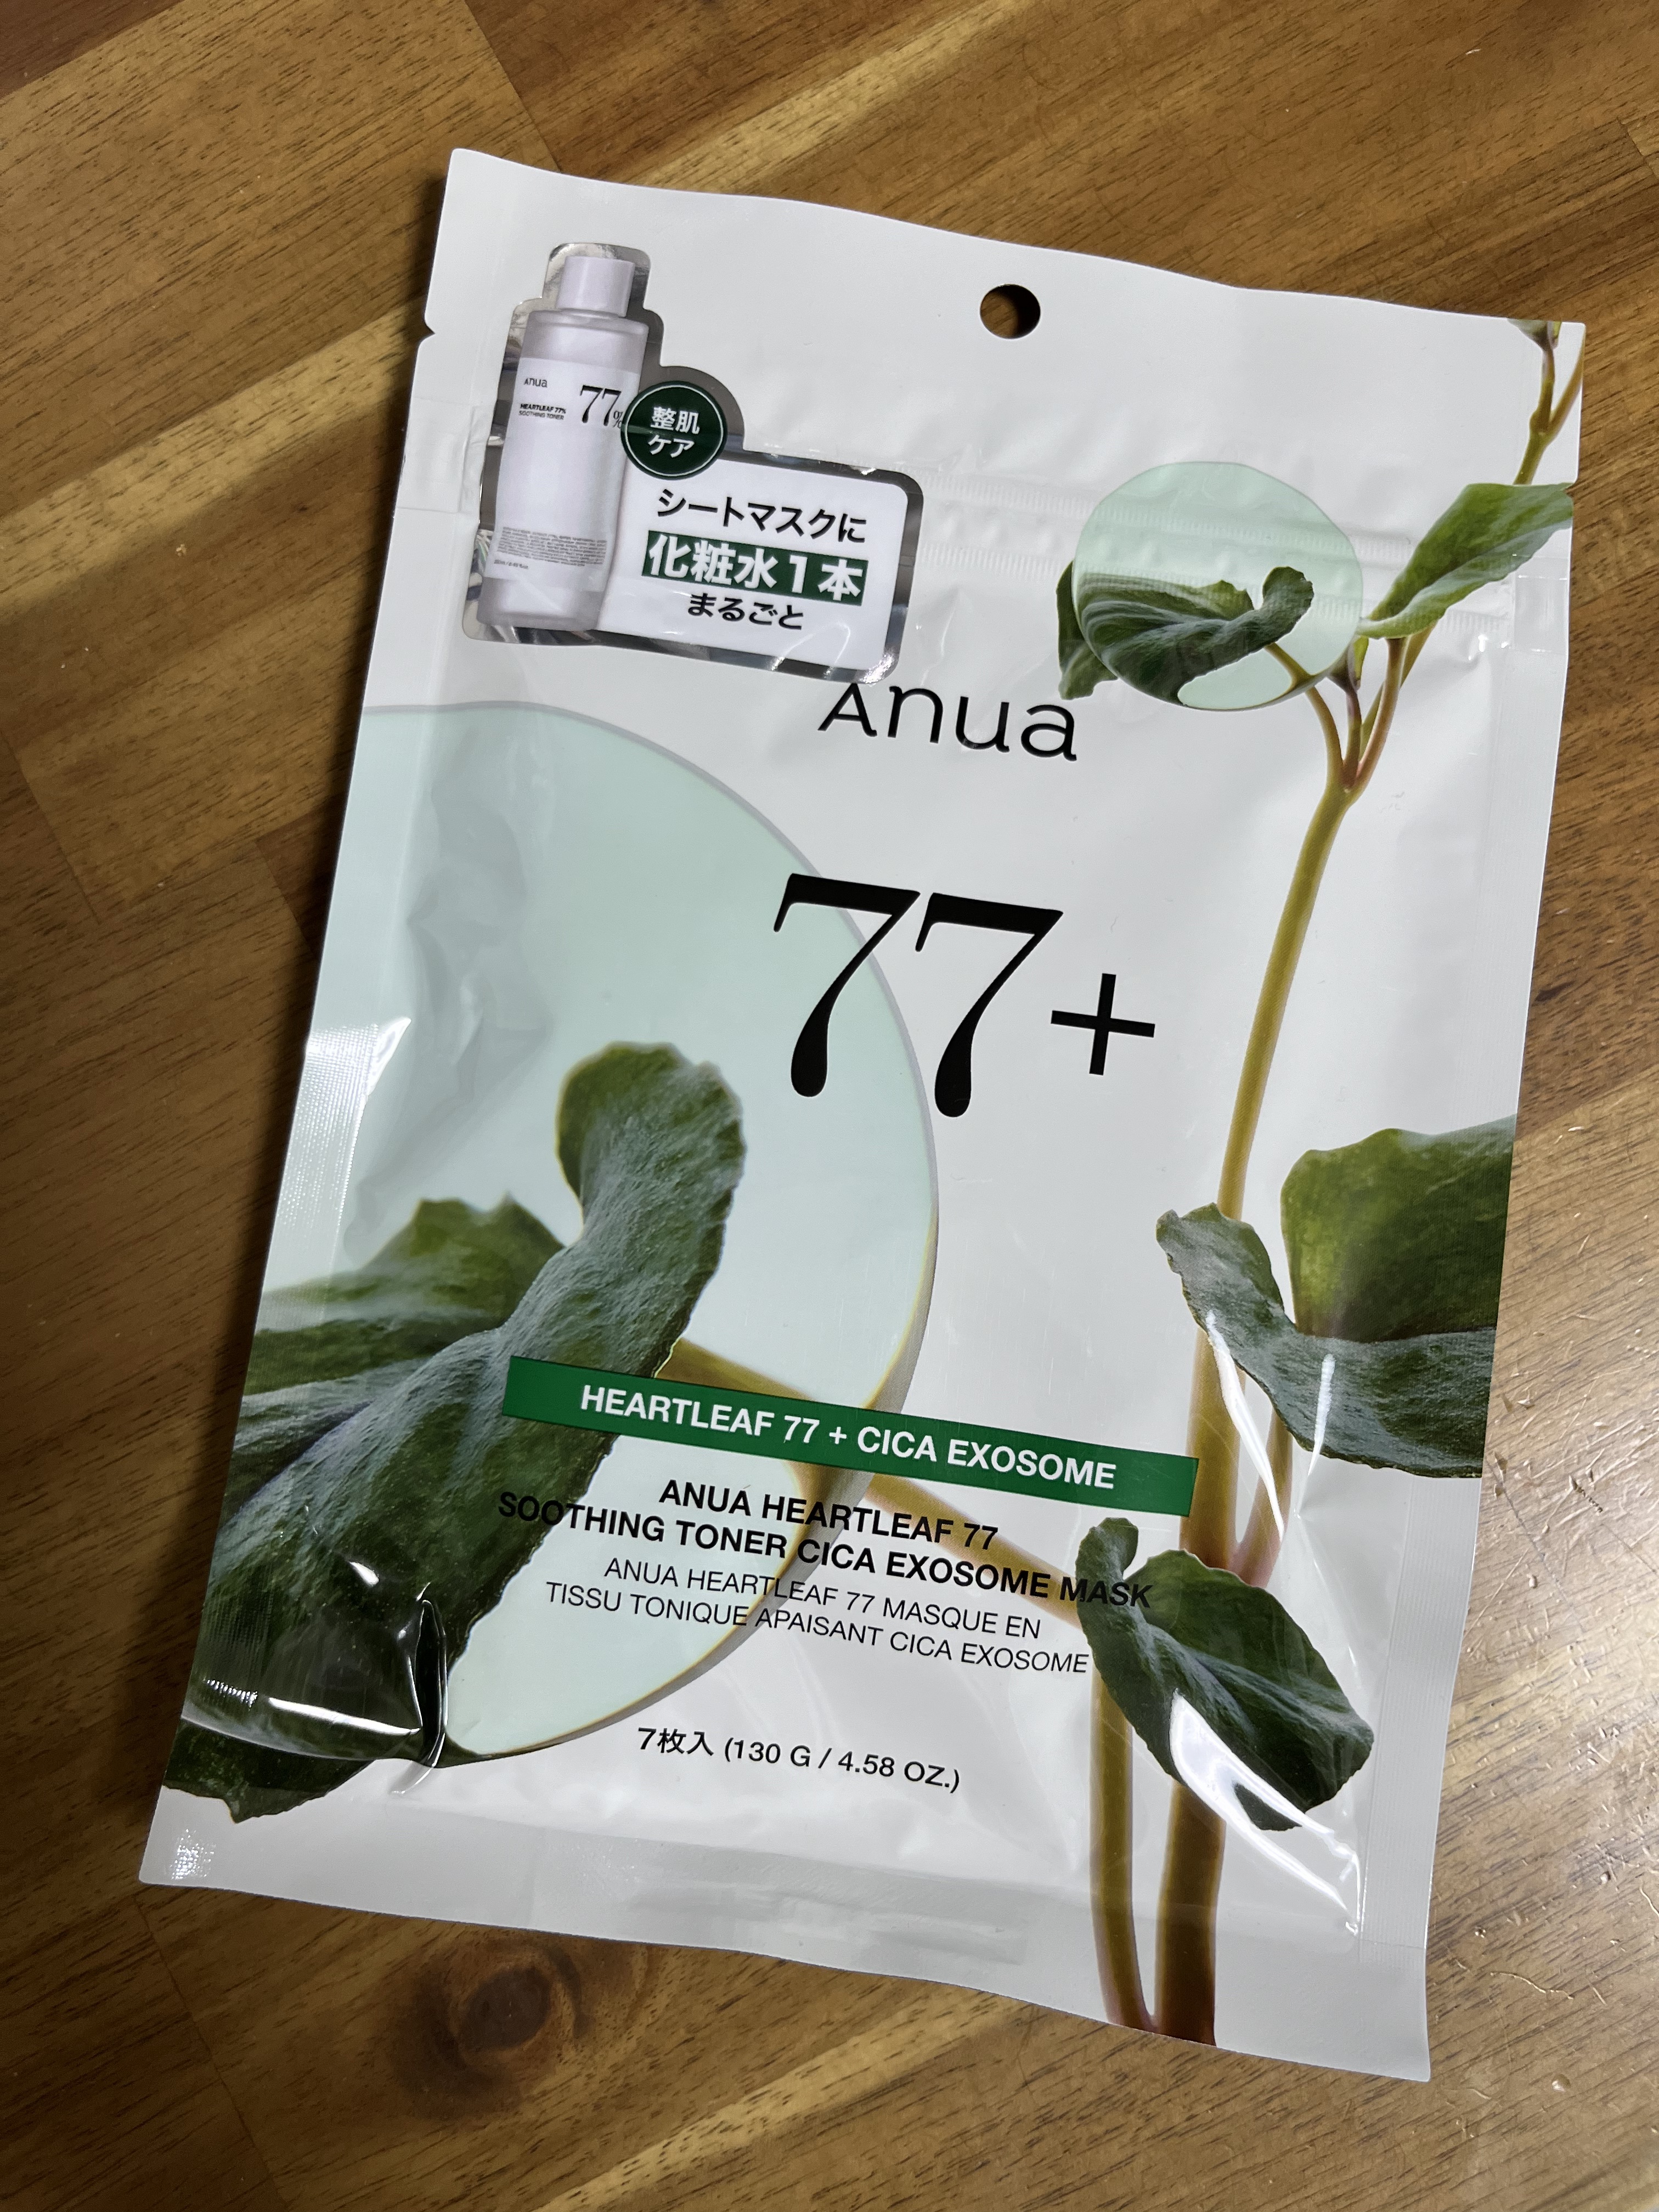 Anua
HEARTLEAF 77%
SOOTHING TONER
77%
整肌
ケア
シートマスクに
化粧水1本
まるごと
Anua
77+
HEARTLEAF 77 + CICA EXOSOME
ANUA HEARTLEAF 77
SOOTHING TONER CICA EXOSOME MASK
ANUA HEARTLEAF 77 MASQUE EN
TISSU TONIQUE APAISANT CICA EXOSOME
7枚入 (130 G / 4.58 OZ.)